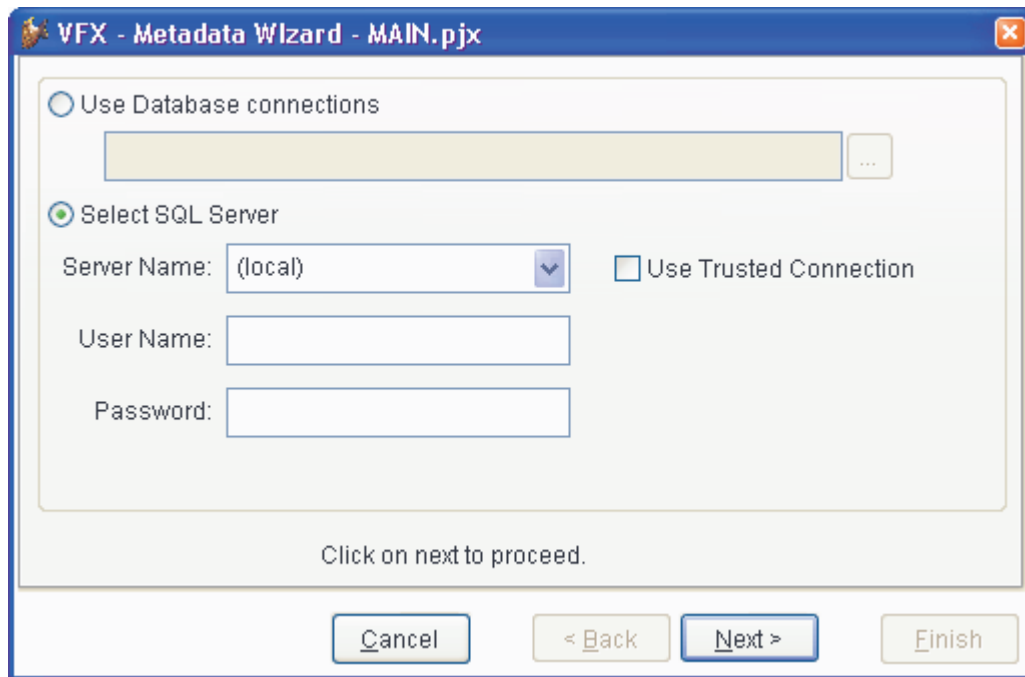 VFX - Metadata WIzard - MAIN.pjx
Use Database connections
...
Select SQL Server
Server Name: (local) Use Trusted Connection
User Name:
Password:
Click on next to proceed.
Cancel < Back Next > Finish